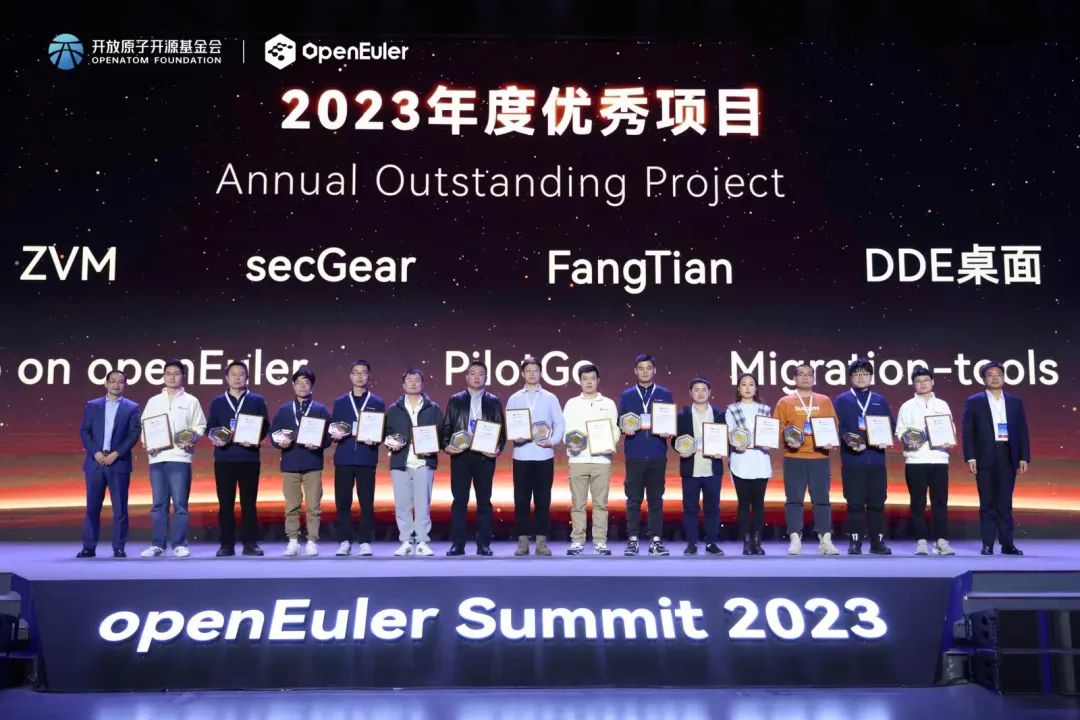 开放原子开源基金会
OPENATOM FOUNDATION
OpenEuler
2023年度优秀项目
Annual Outstanding Project
ZVM secGear FangTian DDE桌面
on openEuler PilotGo Migration-tools
Success
openEuler Summit 2023